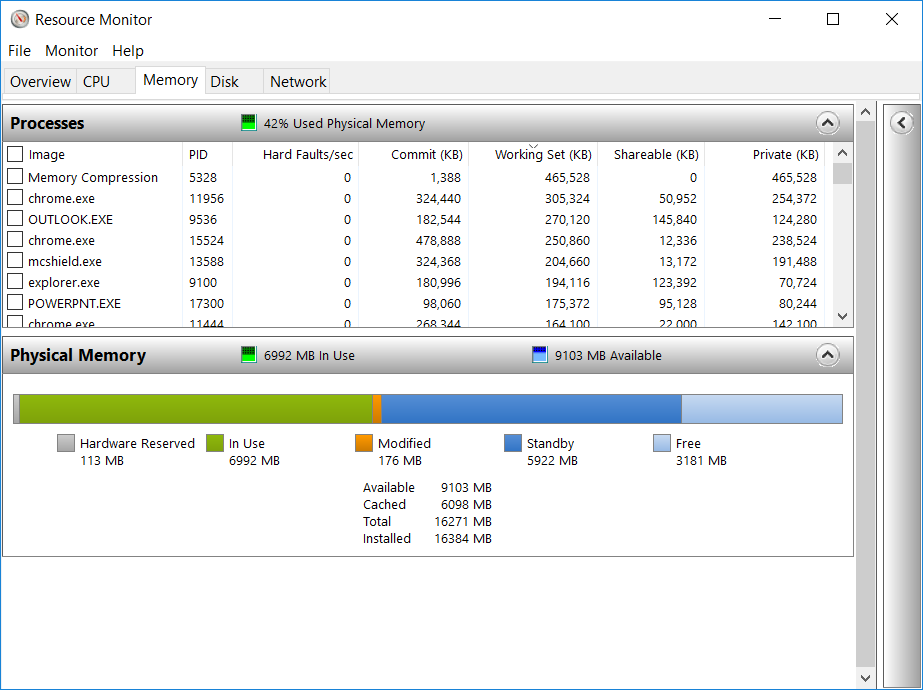 Resource Monitor
File Monitor Help
Overview CPU Memory Disk Network
Processes 42% Used Physical Memory
Image PID Hard Faults/sec Commit (KB) Working Set (KB) Shareable (KB) Private (KB)
Memory Compression 5328 0 1,388 465,528 0 465,528
chrome.exe 11956 0 324,440 305,324 50,952 254,372
OUTLOOK.EXE 9536 0 182,544 270,120 145,840 124,280
chrome.exe 15524 0 478,888 250,860 12,336 238,524
mcshield.exe 13588 0 324,368 204,660 13,172 191,488
explorer.exe 9100 0 180,996 194,116 123,392 70,724
POWERPNT.EXE 17300 0 98,060 175,372 95,128 80,244
chrome.exe 11444 0 268,344 164,100 22,000 142,100
Physical Memory 6992 MB In Use 9103 MB Available
Hardware Reserved In Use Modified Standby Free
113 MB 6992 MB 176 MB 5922 MB 3181 MB
Available 9103 MB
Cached 6098 MB
Total 16271 MB
Installed 16384 MB